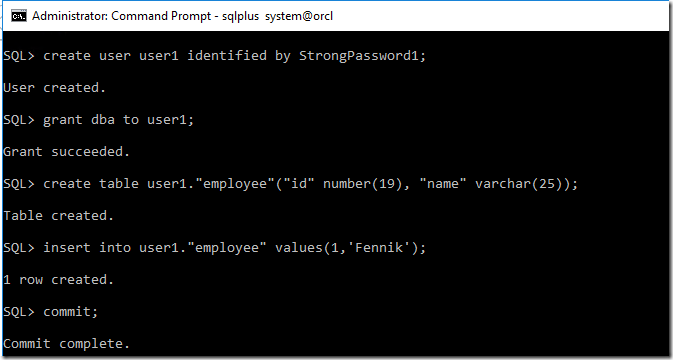 Administrator: Command Prompt - sqlplus  system@orcl
SQL> create user user1 identified by StrongPassword1;
User created.
SQL> grant dba to user1;
Grant succeeded.
SQL> create table user1."employee"("id" number(19), "name" varchar(25));
Table created.
SQL> insert into user1."employee" values(1,'Fennik');
1 row created.
SQL> commit;
Commit complete.